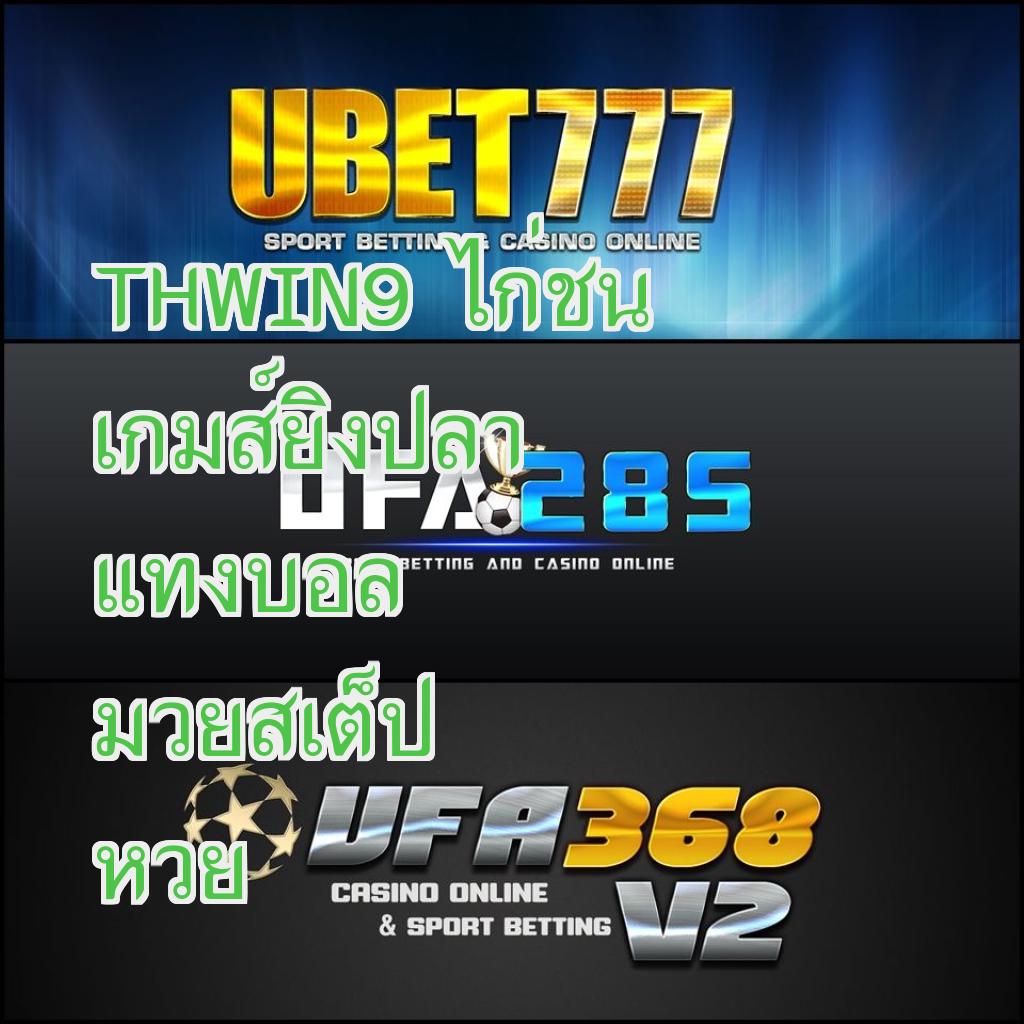 UBET777
SPORT BETTING & CASINO ONLINE
THWIN9 ไก่ชน
เกมส์ยิงปลา
UFA285
BETTING AND CASINO ONLINE
แทงบอล
มวยสเต็ป
UFA368
หวย
CASINO ONLINE
& SPORT BETTING
V2